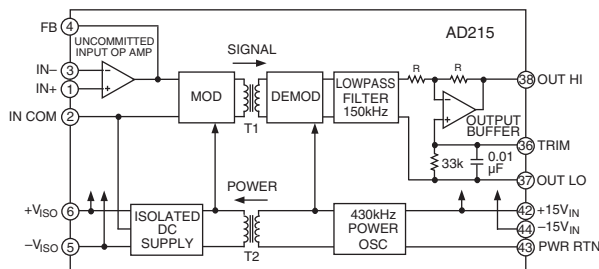 FB
4
UNCOMMITTED
INPUT OP AMP
IN–
3
IN+
1
IN COM
2
SIGNAL
AD215
MOD
T1
DEMOD
LOWPASS
FILTER
150kHz
R
R
38
OUT HI
OUTPUT
BUFFER
36
TRIM
33k
0.01
µF
37
OUT LO
POWER
+VISO
6
–VISO
5
ISOLATED
DC
SUPPLY
T2
430kHz
POWER
OSC
42
+15VIN
44
–15VIN
43
PWR RTN